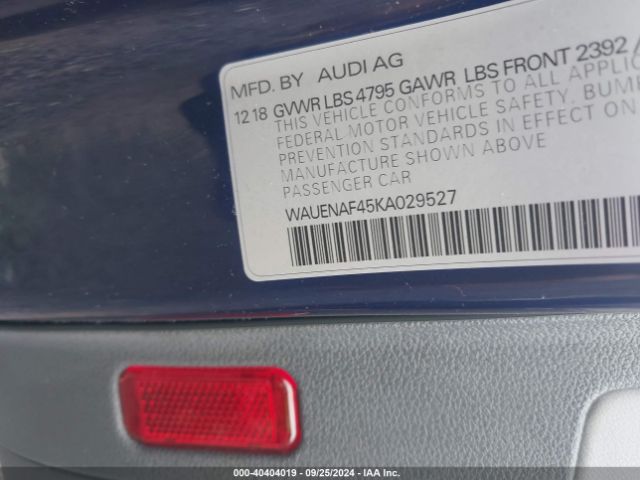 MFD. BY AUDI AG
12 18 GVWR LBS 4795 GAWR LBS FRONT 2392
THIS VEHICLE CONFORMS TO ALL
FEDERAL MOTOR VEHICLE SAFETY,
PREVENTION STANDARDS IN EFFECT ON
MANUFACTURE SHOWN ABOVE
PASSENGER CAR
WAUENAF45KA029527
000-40404019 - 09/25/2024 - IAA Inc.